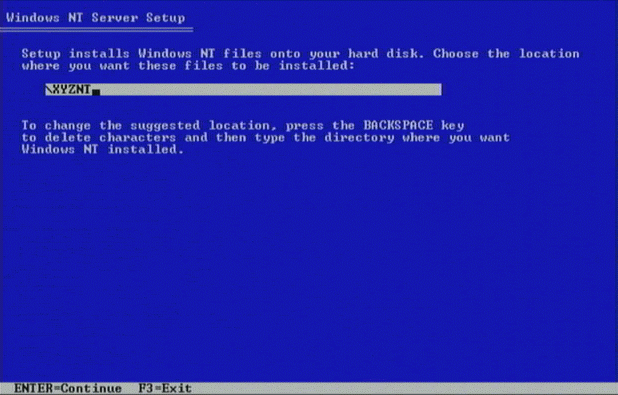 Windows NT Server Setup
Setup installs Windows NT files onto your hard disk. Choose the location
where you want these files to be installed:
\XYZNT
To change the suggested location, press the BACKSPACE key
to delete characters and then type the directory where you want
Windows NT installed.
ENTER=Continue F3=Exit